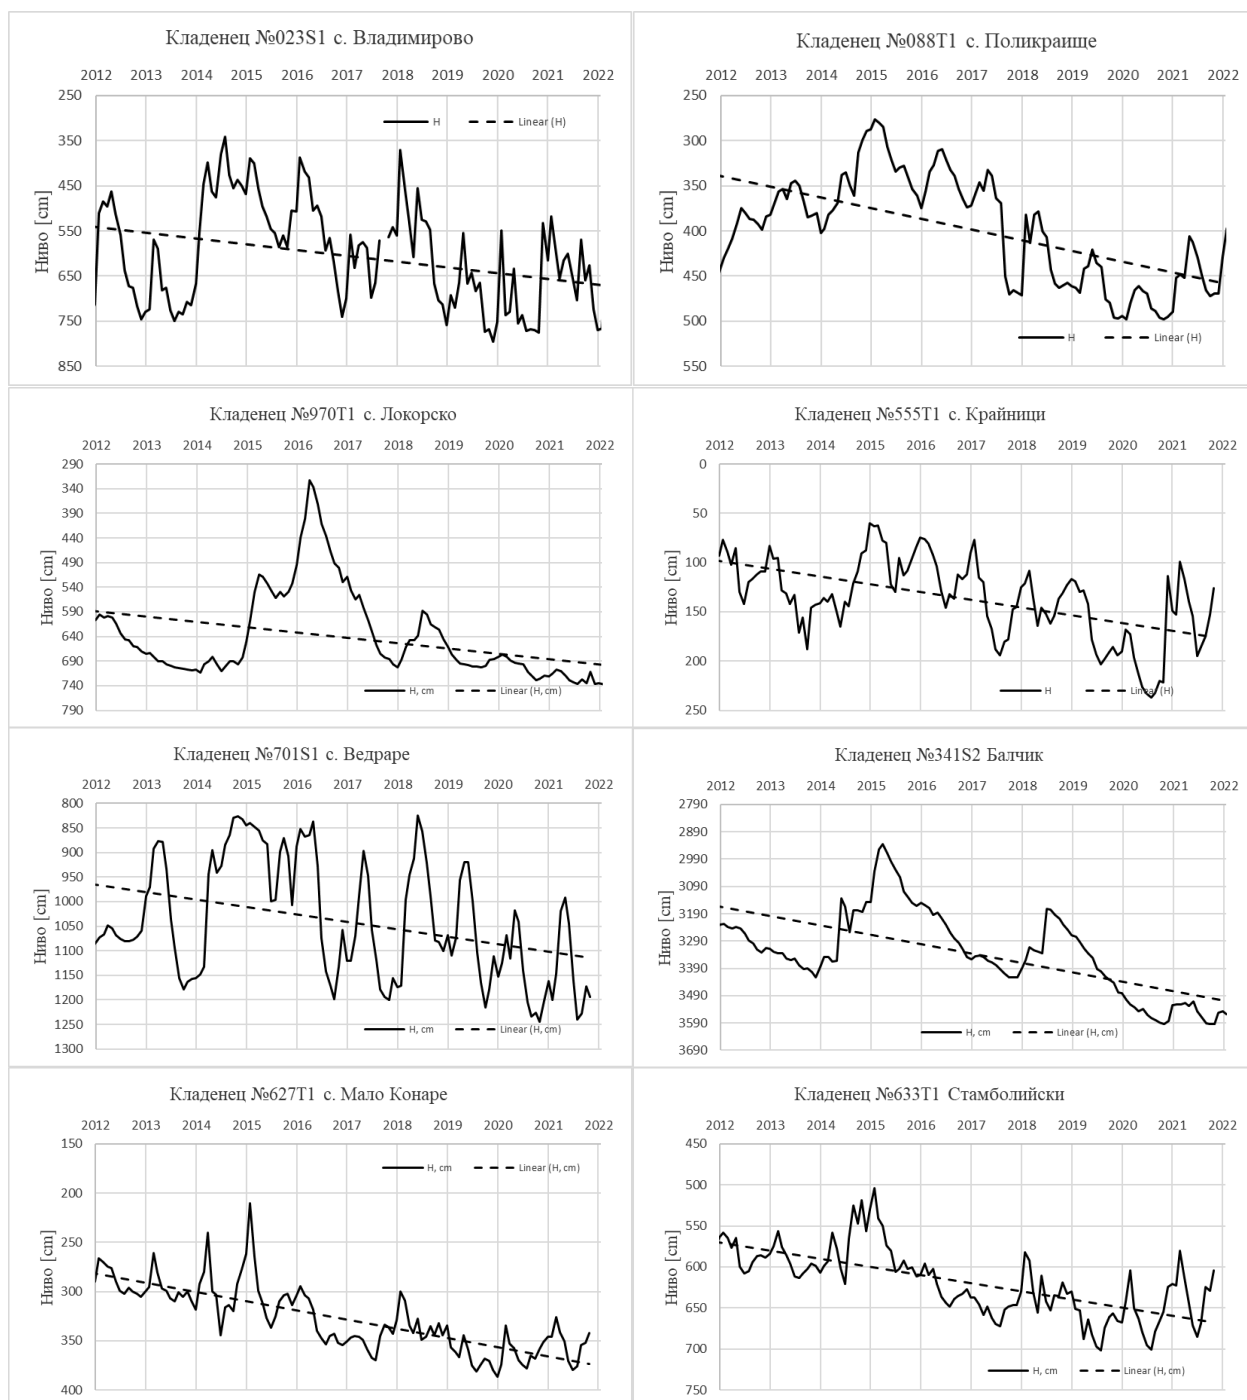 Кладенец №023S1 с. Владимирово
2012 2013 2014 2015 2016 2017 2018 2019 2020 2021 2022
250
350
450
550
650
750
850
Ниво [cm]
H Linear (H)
Кладенец №088T1 с. Поликраище
2012 2013 2014 2015 2016 2017 2018 2019 2020 2021 2022
250
300
350
400
450
500
550
Ниво [cm]
H Linear (H)
Кладенец №970T1 с. Локорско
2012 2013 2014 2015 2016 2017 2018 2019 2020 2021 2022
290
340
390
440
490
540
590
640
690
740
790
Ниво [cm]
H, cm Linear (H, cm)
Кладенец №555T1 с. Крайници
2012 2013 2014 2015 2016 2017 2018 2019 2020 2021 2022
0
50
100
150
200
250
Ниво [cm]
H Linear (H)
Кладенец №701S1 с. Ведраре
2012 2013 2014 2015 2016 2017 2018 2019 2020 2021 2022
800
850
900
950
1000
1050
1100
1150
1200
1250
1300
Ниво [cm]
H, cm Linear (H, cm)
Кладенец №341S2 Балчик
2012 2013 2014 2015 2016 2017 2018 2019 2020 2021 2022
2790
2890
2990
3090
3190
3290
3390
3490
3590
3690
Ниво [cm]
H, cm Linear (H, cm)
Кладенец №627T1 с. Мало Конаре
2012 2013 2014 2015 2016 2017 2018 2019 2020 2021 2022
150
200
250
300
350
400
Ниво [cm]
H, cm Linear (H, cm)
Кладенец №633T1 Стамболийски
2012 2013 2014 2015 2016 2017 2018 2019 2020 2021 2022
450
500
550
600
650
700
750
Ниво [cm]
H, cm Linear (H, cm)